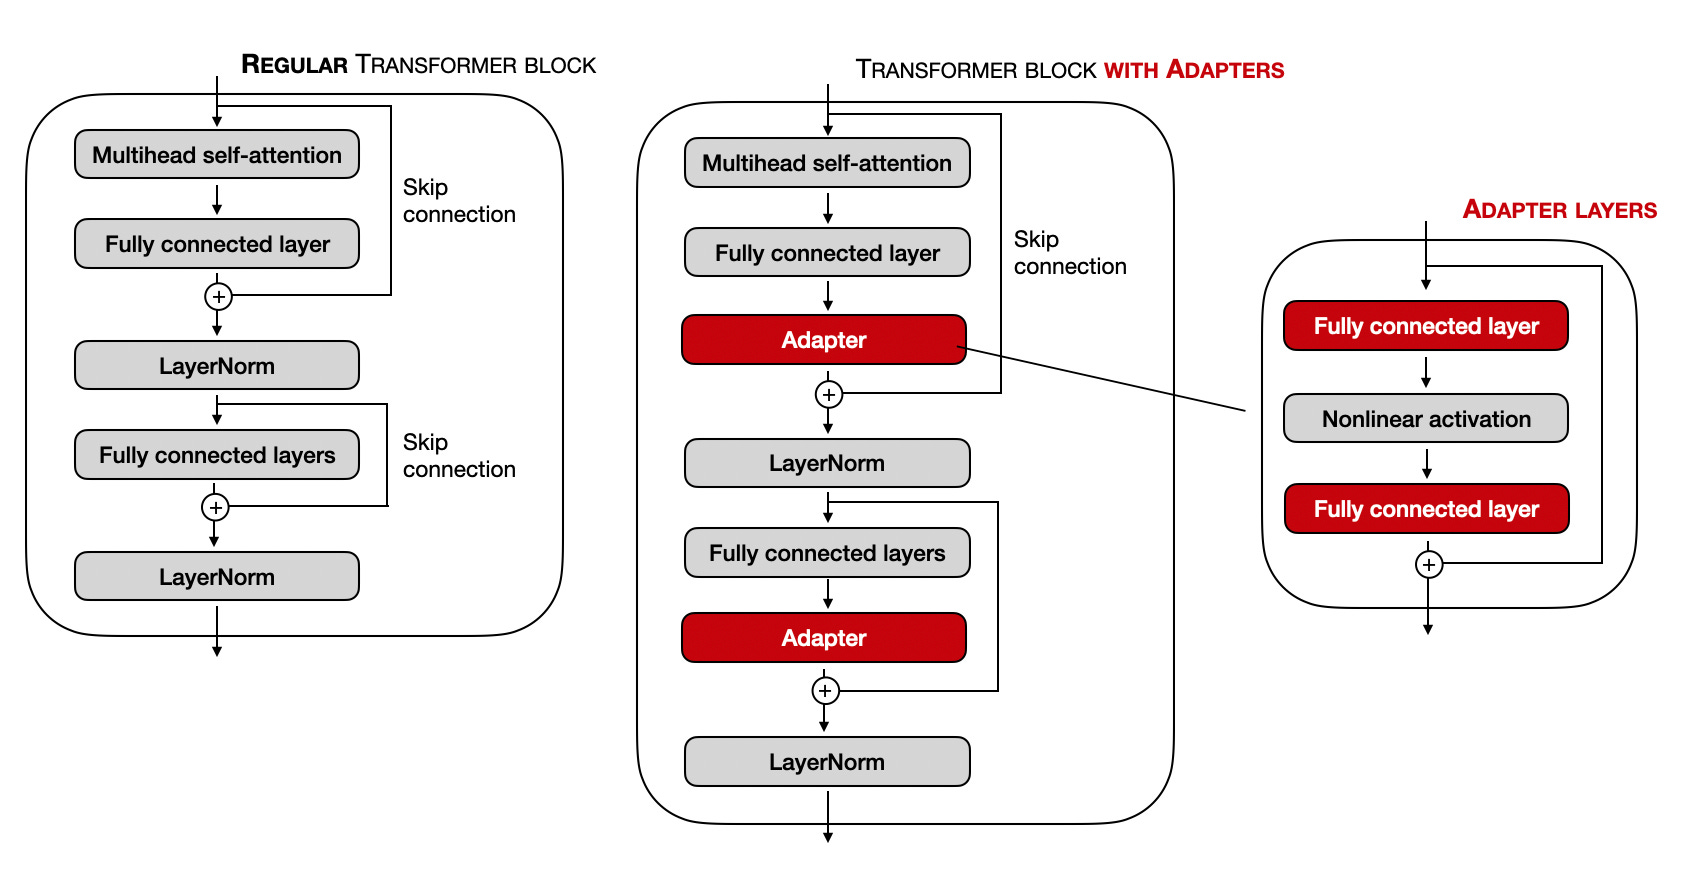 REGULAR TRANSFORMER BLOCK
Multihead self-attention
Skip
connection
Fully connected layer
+
LayerNorm
Fully connected layers
Skip
connection
+
LayerNorm
TRANSFORMER BLOCK WITH ADAPTERS
Multihead self-attention
Fully connected layer
Skip
connection
Adapter
+
LayerNorm
Fully connected layers
Adapter
+
LayerNorm
ADAPTER LAYERS
Fully connected layer
Nonlinear activation
Fully connected layer
+